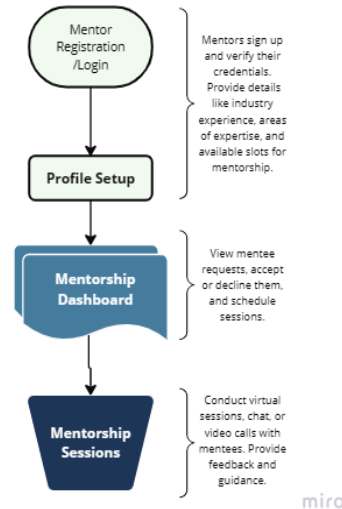 Mentor
Registration
/Login
Mentors sign up
and verify their
credentials.
Provide details
like industry
experience, areas
of expertise, and
available slots for
mentorship.
Profile Setup
Mentorship
Dashboard
View mentee
requests, accept
or decline them,
and schedule
sessions.
Mentorship
Sessions
Conduct virtual
sessions, chat, or
video calls with
mentees. Provide
feedback and
guidance.
miro